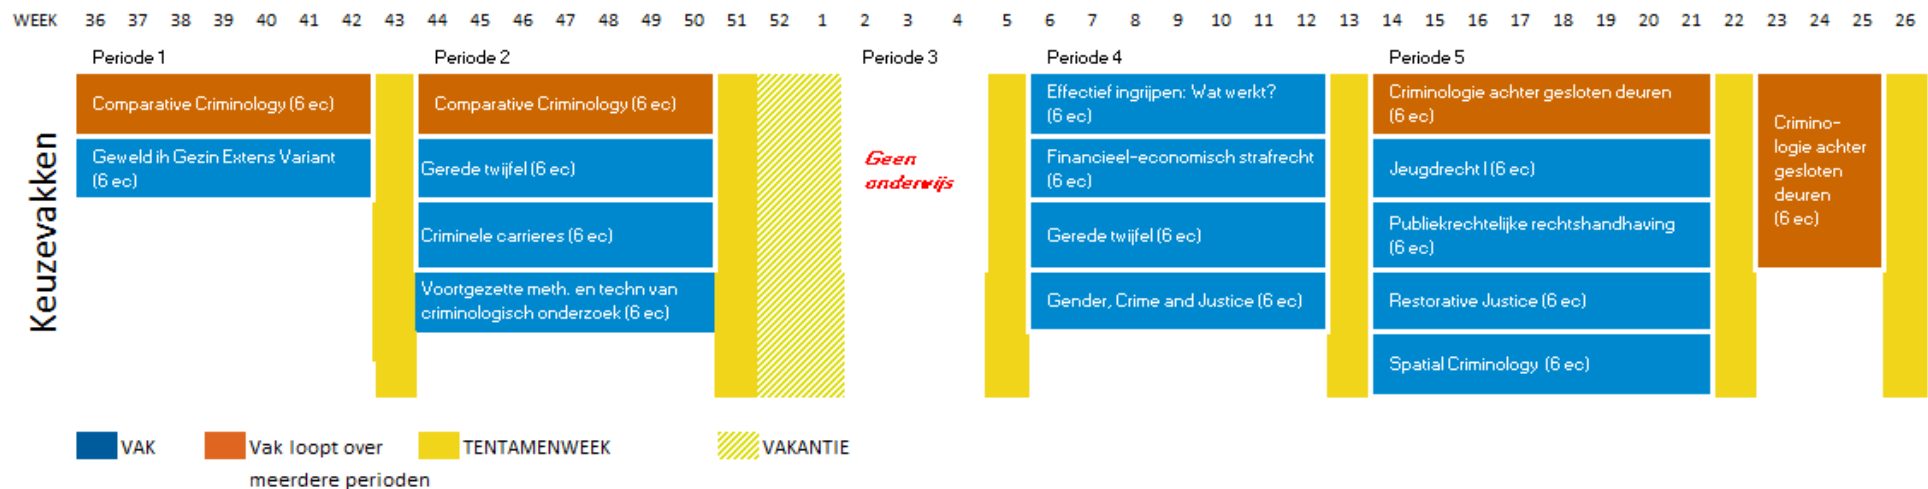 WEEK 36 37 38 39 40 41 42 43 44 45 46 47 48 49 50 51 52 1 2 3 4 5 6 7 8 9 10 11 12 13 14 15 16 17 18 19 20 21 22 23 24 25 26
Periode 1
Periode 2
Periode 3
Periode 4
Periode 5
Keuzevakken
Comparative Criminology (6 ec)
Geweld ih Gezin Extens Variant
(6 ec)
Comparative Criminology (6 ec)
Gerede twijfel (6 ec)
Criminele carrieres (6 ec)
Voortgezette meth. en techn van
criminologisch onderzoek (6 ec)
Geen
onderwijs
Effectief ingrijpen: Wat werkt?
(6 ec)
Financieel-economisch strafrecht
(6 ec)
Gerede twijfel (6 ec)
Gender, Crime and Justice (6 ec)
Criminologie achter gesloten deuren
(6 ec)
Jeugdrecht I (6 ec)
Publiekrechtelijke rechtshandhaving
(6 ec)
Restorative Justice (6 ec)
Spatial Criminology (6 ec)
Crimino-
logie achter
gesloten
deuren
(6 ec)
VAK
Vak loopt over
meerdere perioden
TENTAMENWEEK
VAKANTIE